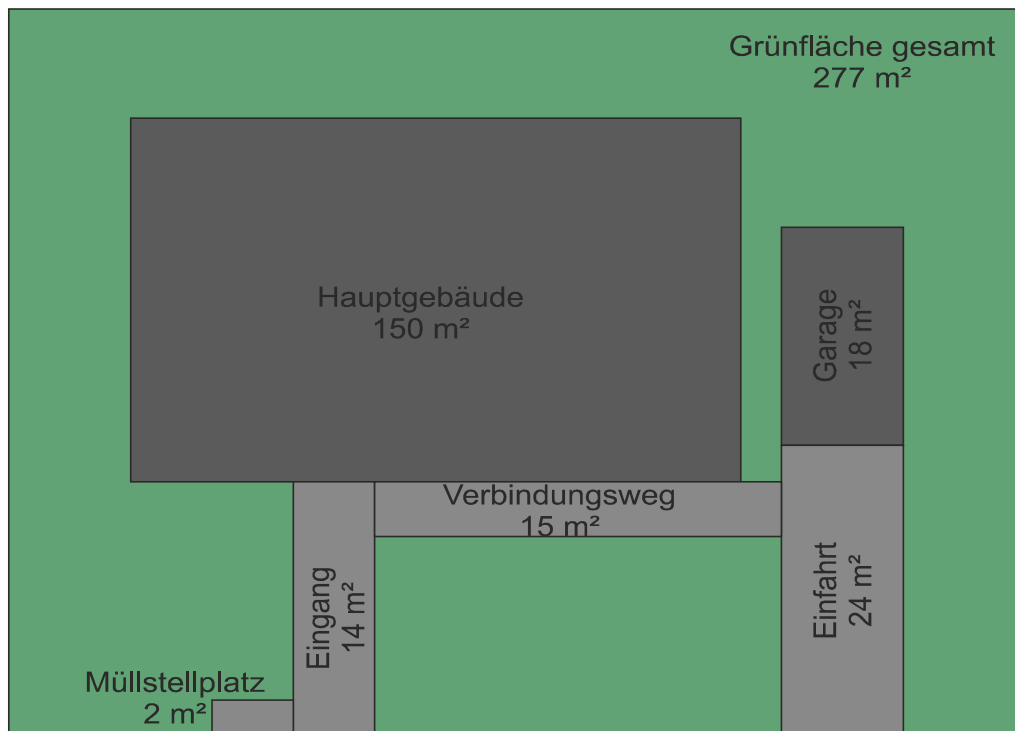 Grünfläche gesamt
277 m²
Hauptgebäude
150 m²
Garage
18 m²
Verbindungsweg
15 m²
Eingang
14 m²
Einfahrt
24 m²
Müllstellplatz
2 m²